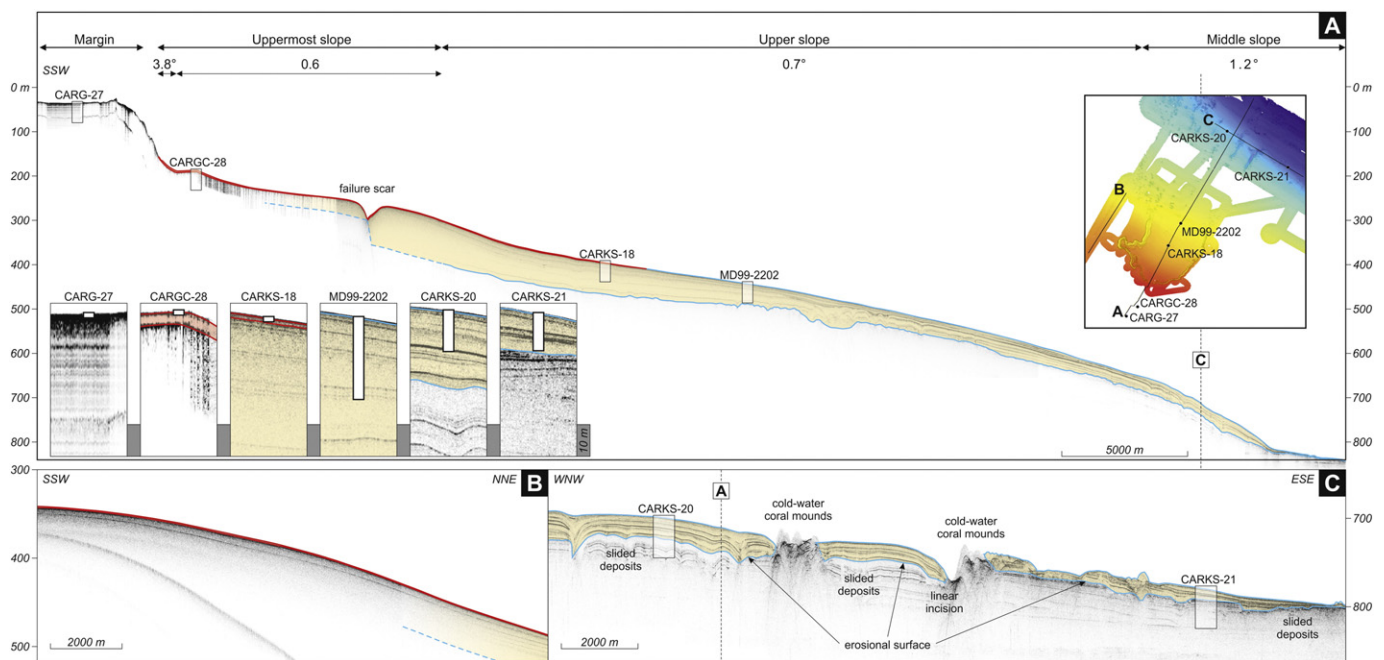 A
Margin
Uppermost slope
Upper slope
Middle slope
3.8°
0.6
0.7°
1.2°
SSW
0 m
0 m
CARG-27
100
100
CARGC-28
200
200
failure scar
300
300
CARKS-18
400
400
MD99-2202
500
500
600
600
700
700
800
800
C
CARKS-20
CARKS-21
B
MD99-2202
CARKS-18
CARGC-28
A
CARG-27
CARG-27
CARGC-28
CARKS-18
MD99-2202
CARKS-20
CARKS-21
10 m
C
5000 m
300
SSW
NNE
B
400
500
2000 m
WNW
ESE
C
A
CARKS-20
cold-water
coral mounds
cold-water
coral mounds
700
slided
deposits
slided
deposits
linear
incision
CARKS-21
800
slided
deposits
erosional surface
2000 m